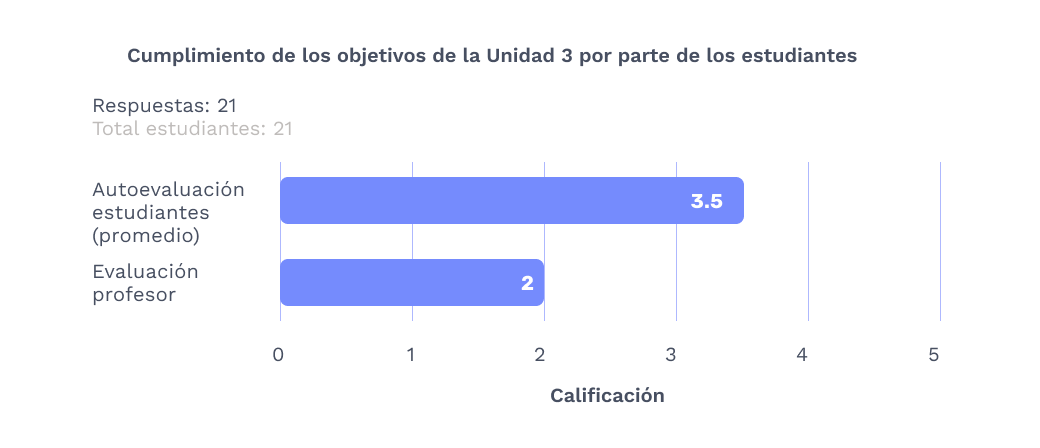 Cumplimiento de los objetivos de la Unidad 3 por parte de los estudiantes
Respuestas: 21
Total estudiantes: 21
Autoevaluación
estudiantes
(promedio)
3.5
Evaluación
profesor
2
0 1 2 3 4 5
Calificación